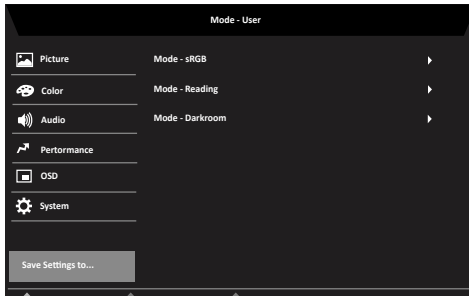 Mode - User
Picture
Mode - sRGB
Color
Mode - Reading
Audio
Mode - Darkroom
Pertormance
OSD
System
Save Settings to...